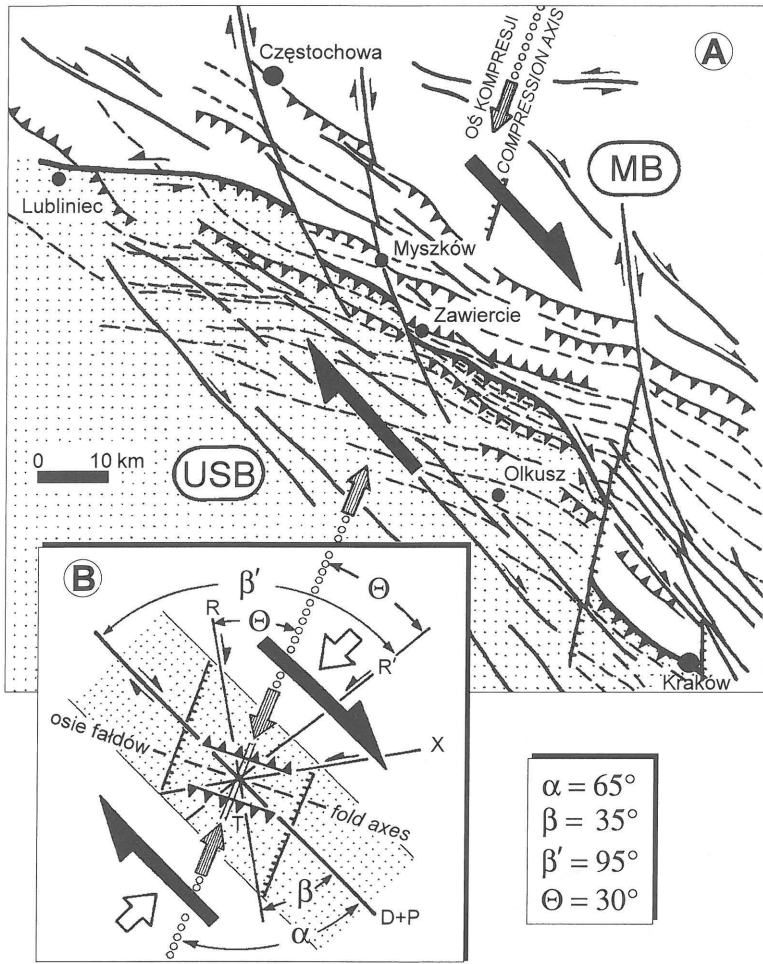 A
Częstochowa
OŚ KOMPRESJI
COMPRESSION AXIS
MB
Lubliniec
Myszków
Zawiercie
0 10 km
USB
Olkusz
Kraków
B
β′
R
Θ
Θ
R′
X
osie fałdów
fold axes
T
β
α
D+P
α = 65°
β = 35°
β′ = 95°
Θ = 30°